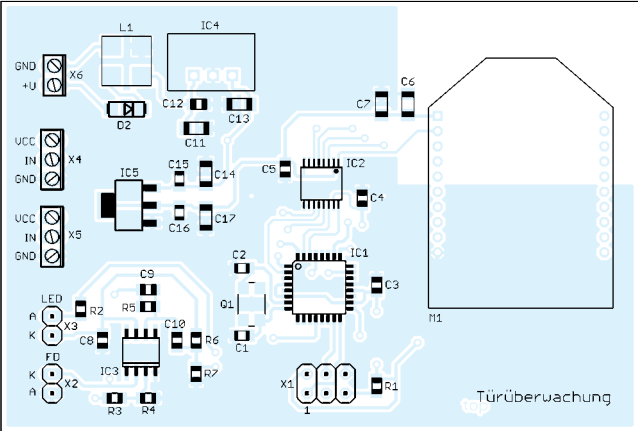 L1
IC4
GND
X6
+U
C12
C13
D2
C11
C7
C6
VCC
IN
X4
GND
IC5
C15
C14
C5
IC2
C16
C17
C4
VCC
IN
X5
GND
C2
IC1
C9
Q1
C3
LED
A
R2
R5
K
X3
C8
C10
R6
C1
M1
FD
IC3
K
R7
X1
R1
A
X2
R3
R4
1
Türüberwachung
top